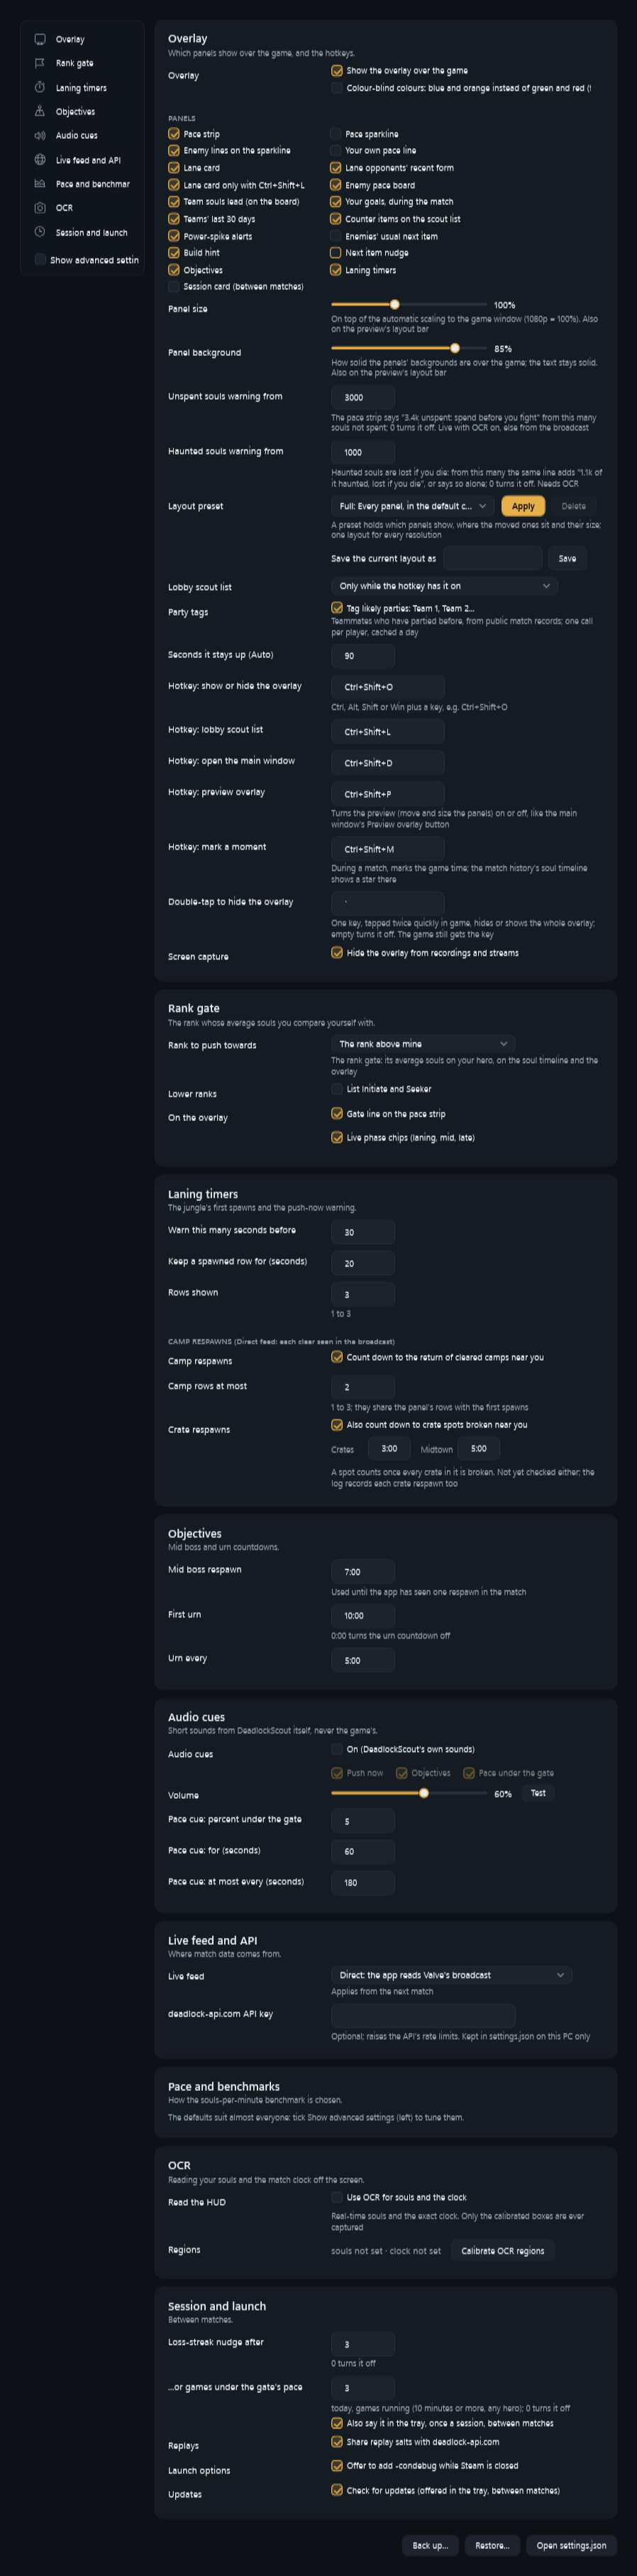 Overlay
Rank gate
Laning timers
Objectives
Audio cues
Live feed and API
Pace and benchmar
OCR
Session and launch
Show advanced settin
Overlay
Which panels show over the game, and the hotkeys.
Overlay
Show the overlay over the game
Colour-blind colours: blue and orange instead of green and red (t
PANELS
Pace strip
Pace sparkline
Enemy lines on the sparkline
Your own pace line
Lane card
Lane opponents' recent form
Lane card only with Ctrl+Shift+L
Enemy pace board
Team souls lead (on the board)
Your goals, during the match
Teams' last 30 days
Counter items on the scout list
Power-spike alerts
Enemies' usual next item
Build hint
Next item nudge
Objectives
Laning timers
Session card (between matches)
Panel size
100%
On top of the automatic scaling to the game window (1080p = 100%). Also
on the preview's layout bar
Panel background
85%
How solid the panels' backgrounds are over the game; the text stays solid.
Also on the preview's layout bar
Unspent souls warning from
3000
The pace strip says "3.4k unspent: spend before you fight" from this many
souls not spent; 0 turns it off. Live with OCR on, else from the broadcast
Haunted souls warning from
1000
Haunted souls are lost if you die: from this many the same line adds "1.1k of
it haunted, lost if you die", or says so alone; 0 turns it off. Needs OCR
Layout preset
Full: Every panel, in the default c...
Apply
Delete
A preset holds which panels show, where the moved ones sit and their size;
one layout for every resolution
Save the current layout as
Save
Lobby scout list
Only while the hotkey has it on
Party tags
Tag likely parties: Team 1, Team 2...
Teammates who have partied before, from public match records; one call
per player, cached a day
Seconds it stays up (Auto)
90
Hotkey: show or hide the overlay
Ctrl+Shift+O
Ctrl, Alt, Shift or Win plus a key, e.g. Ctrl+Shift+O
Hotkey: lobby scout list
Ctrl+Shift+L
Hotkey: open the main window
Ctrl+Shift+D
Hotkey: preview overlay
Ctrl+Shift+P
Turns the preview (move and size the panels) on or off, like the main
window's Preview overlay button
Hotkey: mark a moment
Ctrl+Shift+M
During a match, marks the game time; the match history's soul timeline
shows a star there
Double-tap to hide the overlay
`
One key, tapped twice quickly in game, hides or shows the whole overlay;
empty turns it off. The game still gets the key
Screen capture
Hide the overlay from recordings and streams
Rank gate
The rank whose average souls you compare yourself with.
Rank to push towards
The rank above mine
The rank gate: its average souls on your hero, on the soul timeline and the
overlay
Lower ranks
List Initiate and Seeker
On the overlay
Gate line on the pace strip
Live phase chips (laning, mid, late)
Laning timers
The jungle's first spawns and the push-now warning.
Warn this many seconds before
30
Keep a spawned row for (seconds)
20
Rows shown
3
1 to 3
CAMP RESPAWNS (Direct feed: each clear seen in the broadcast)
Camp respawns
Count down to the return of cleared camps near you
Camp rows at most
2
1 to 3; they share the panel's rows with the first spawns
Crate respawns
Also count down to crate spots broken near you
Crates
3:00
Midtown
5:00
A spot counts once every crate in it is broken. Not yet checked either; the
log records each crate respawn too
Objectives
Mid boss and urn countdowns.
Mid boss respawn
7:00
Used until the app has seen one respawn in the match
First urn
10:00
0:00 turns the urn countdown off
Urn every
5:00
Audio cues
Short sounds from DeadlockScout itself, never the game's.
Audio cues
On (DeadlockScout's own sounds)
Push now
Objectives
Pace under the gate
Volume
60%
Test
Pace cue: percent under the gate
5
Pace cue: for (seconds)
60
Pace cue: at most every (seconds)
180
Live feed and API
Where match data comes from.
Live feed
Direct: the app reads Valve's broadcast
Applies from the next match
deadlock-api.com API key
Optional; raises the API's rate limits. Kept in settings.json on this PC only
Pace and benchmarks
How the souls-per-minute benchmark is chosen.
The defaults suit almost everyone: tick Show advanced settings (left) to tune them.
OCR
Reading your souls and the match clock off the screen.
Read the HUD
Use OCR for souls and the clock
Real-time souls and the exact clock. Only the calibrated boxes are ever
captured
Regions
souls not set · clock not set
Calibrate OCR regions
Session and launch
Between matches.
Loss-streak nudge after
3
0 turns it off
...or games under the gate's pace
3
today, games running (10 minutes or more, any hero); 0 turns it off
Also say it in the tray, once a session, between matches
Replays
Share replay salts with deadlock-api.com
Launch options
Offer to add -condebug while Steam is closed
Updates
Check for updates (offered in the tray, between matches)
Back up...
Restore...
Open settings.json